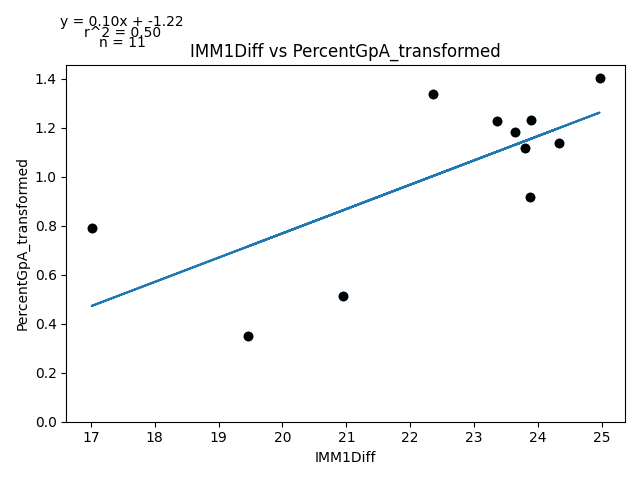 y = 0.10x + -1.22
r^2 = 0.50
n = 11
IMM1Diff vs PercentGpA_transformed
1.4
1.2
1.0
0.8
0.6
0.4
0.2
0.0
PercentGpA_transformed
17 18 19 20 21 22 23 24 25
IMM1Diff